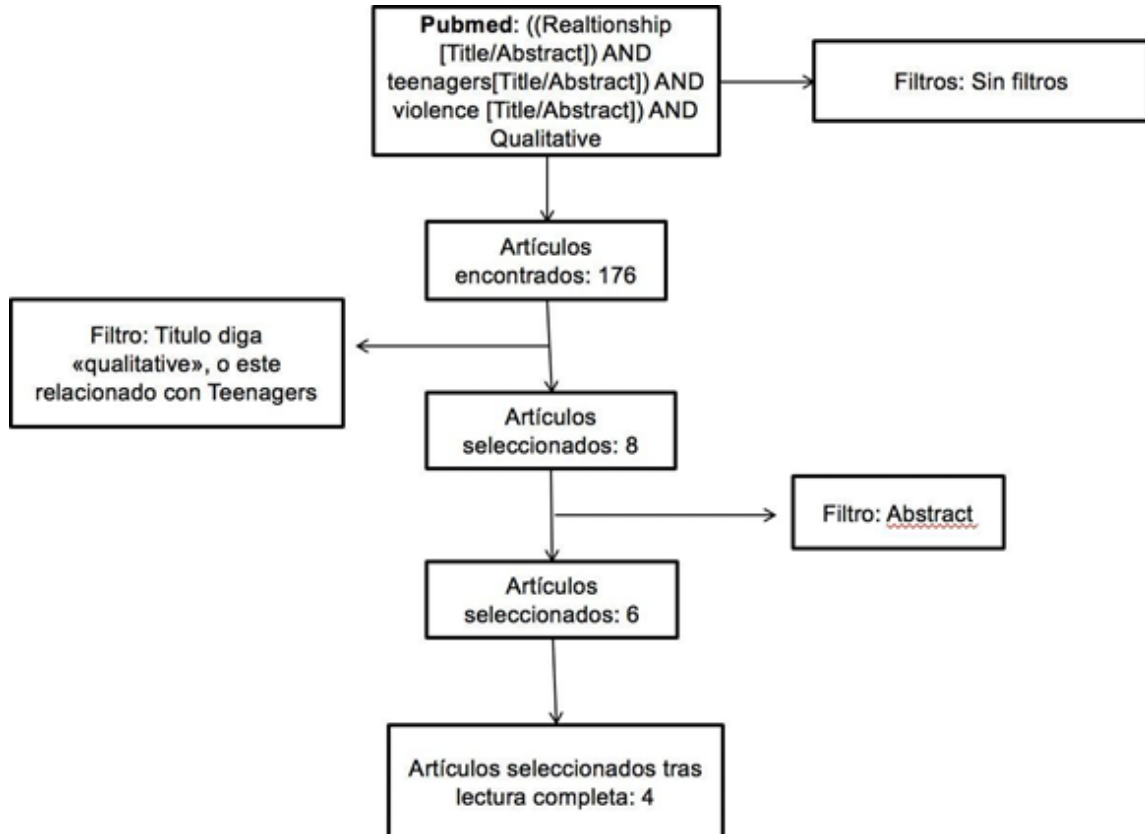 Pubmed: ((Realtionship
[Title/Abstract]) AND
teenagers[Title/Abstract]) AND
violence [Title/Abstract]) AND
Qualitative
Filtros: Sin filtros
Artículos
encontrados: 176
Filtro: Titulo diga
«qualitative», o este
relacionado con Teenagers
Artículos
seleccionados: 8
Filtro: Abstract
Artículos
seleccionados: 6
Artículos seleccionados tras
lectura completa: 4